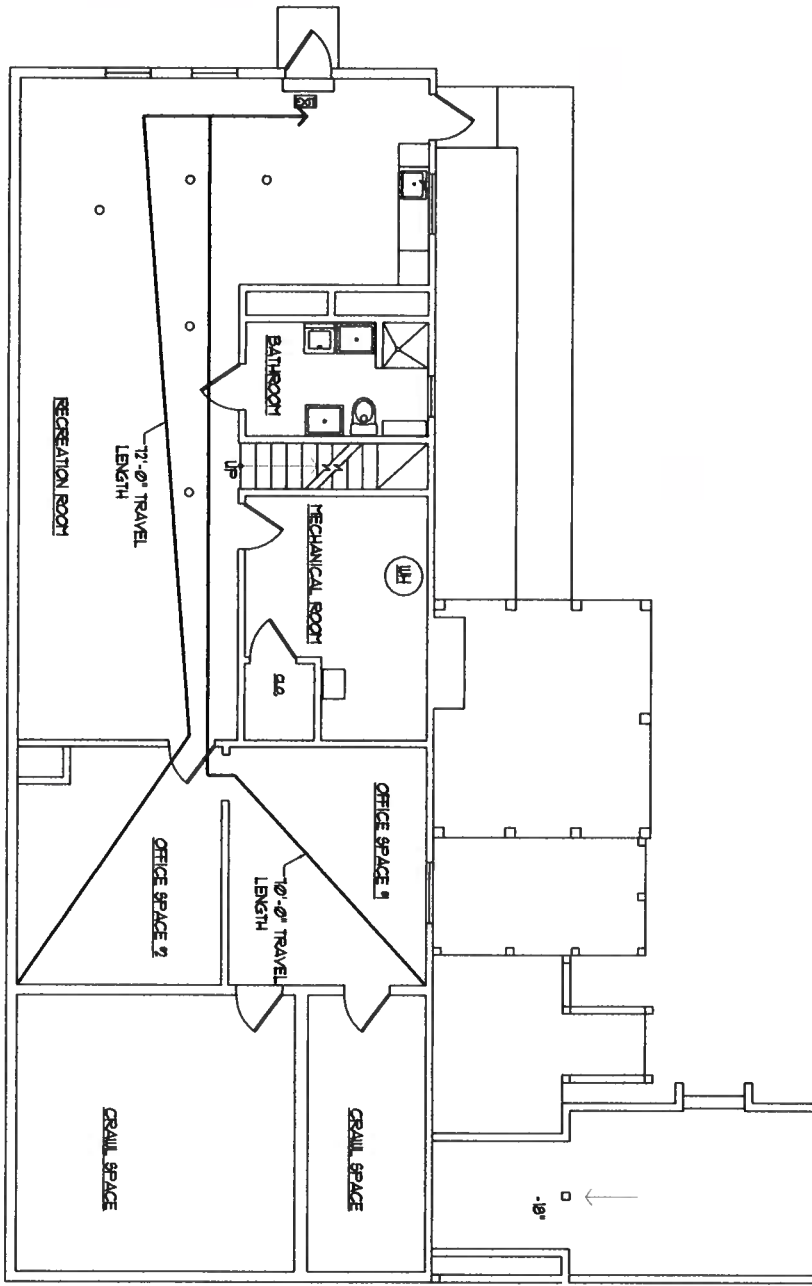 RECREATION ROOM
72'-0" TRAVEL
LENGTH
BATHROOM
UP
MECHANICAL ROOM
WH
CLO.
OFFICE SPACE #1
70'-0" TRAVEL
LENGTH
OFFICE SPACE #2
CRAWL SPACE
CRAWL SPACE
-18"